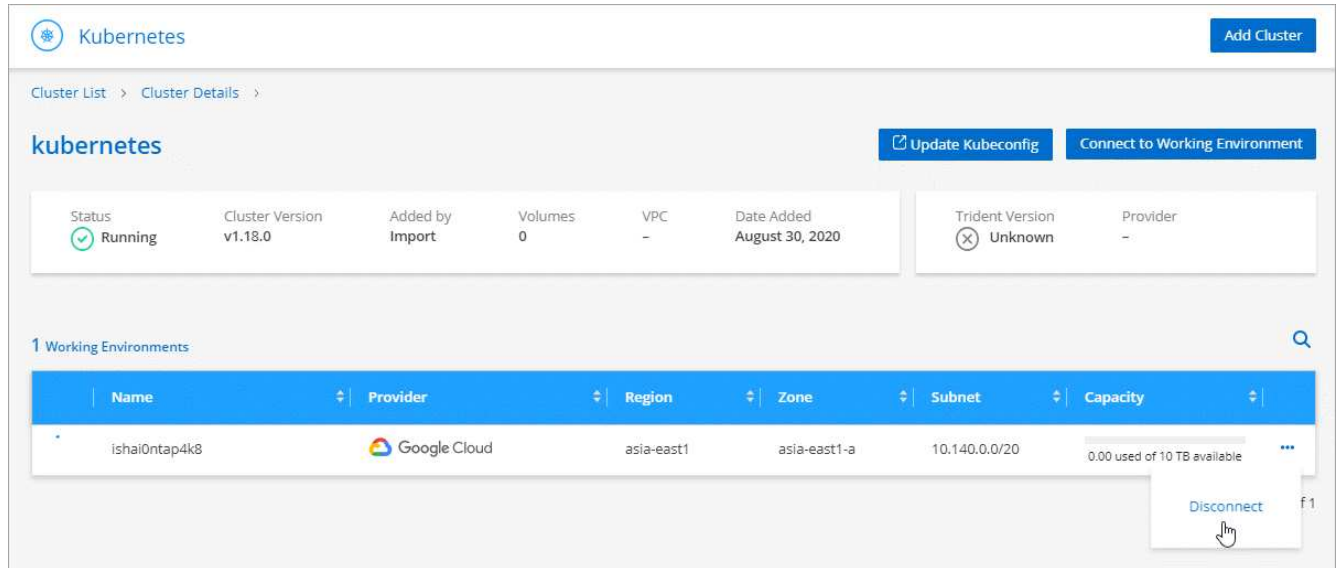 Kubernetes
Add Cluster
Cluster List > Cluster Details >
kubernetes
Update Kubeconfig
Connect to Working Environment
Status Cluster Version Added by Volumes VPC Date Added Trident Version Provider
Running v1.18.0 Import 0 – August 30, 2020 Unknown –
1 Working Environments
Name Provider Region Zone Subnet Capacity
ishai0ntap4k8 Google Cloud asia-east1 asia-east1-a 10.140.0.0/20 0.00 used of 10 TB available
Disconnect
f 1